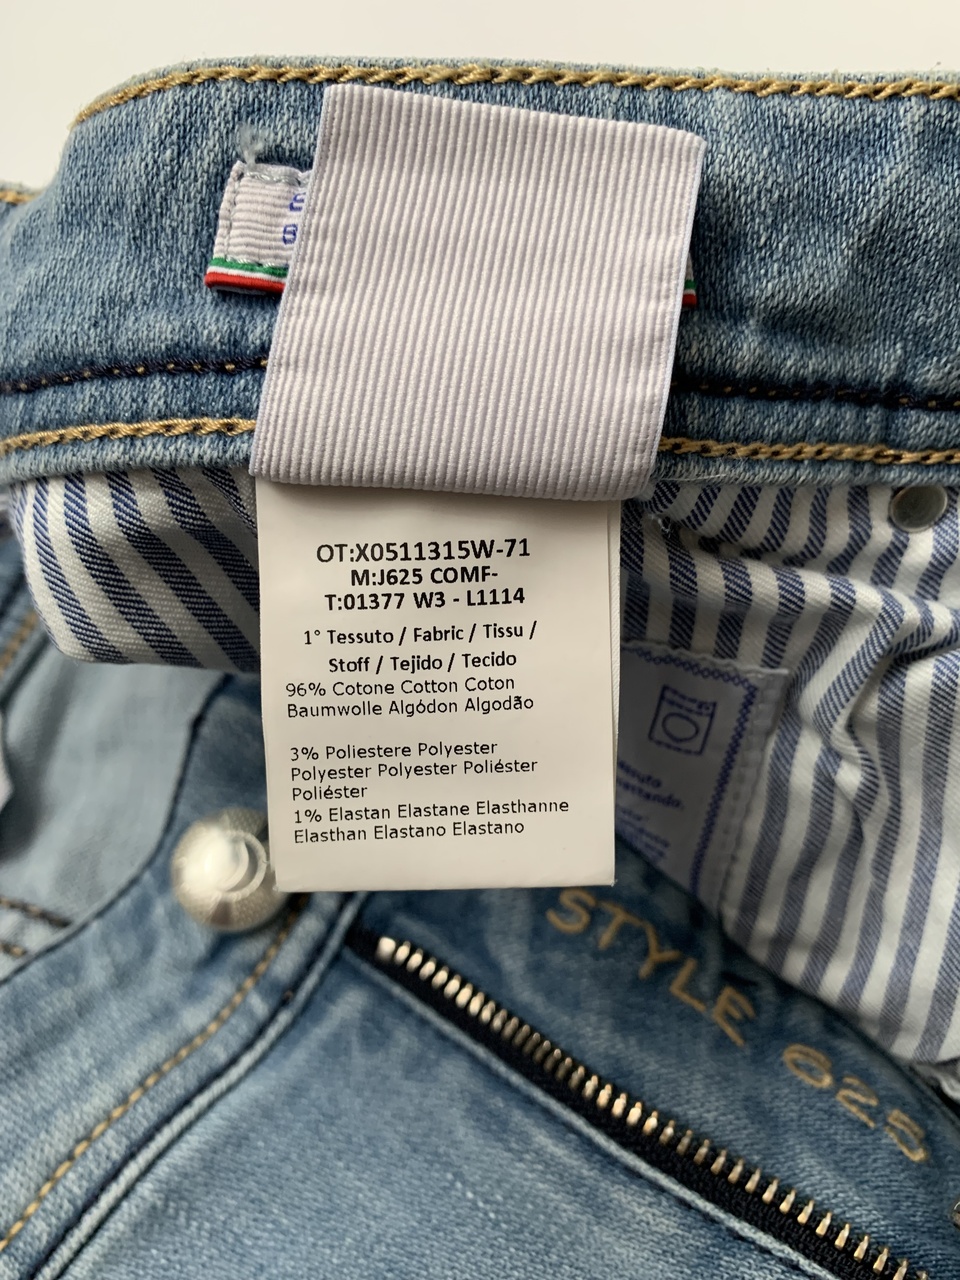 OT:X0511315W-71
M:J625 COMF-
T:01377 W3 - L1114
1° Tessuto / Fabric / Tissu /
Stoff / Tejido / Tecido
96% Cotone Cotton Coton
Baumwolle Algódon Algodão
3% Poliestere Polyester
Polyester Polyester Poliéster
Poliéster
1% Elastan Elastane Elasthanne
Elasthan Elastano Elastano
STYLE 625